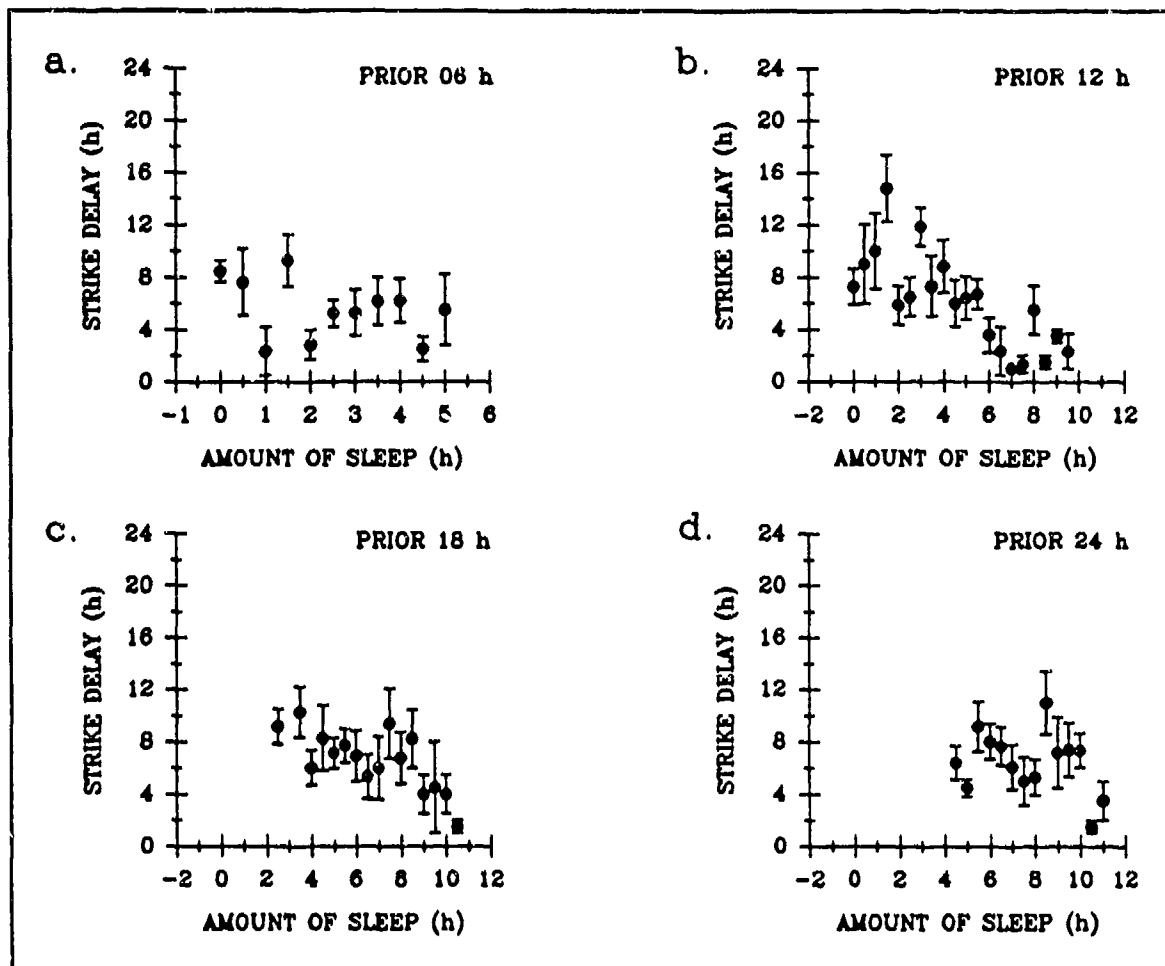 a.
PRIOR 06 h
STRIKE DELAY (h)
24
20
16
12
8
4
0
-1 0 1 2 3 4 5 6
AMOUNT OF SLEEP (h)
b.
PRIOR 12 h
STRIKE DELAY (h)
24
20
16
12
8
4
0
-2 0 2 4 6 8 10 12
AMOUNT OF SLEEP (h)
c.
PRIOR 18 h
STRIKE DELAY (h)
24
20
16
12
8
4
0
-2 0 2 4 6 8 10 12
AMOUNT OF SLEEP (h)
d.
PRIOR 24 h
STRIKE DELAY (h)
24
20
16
12
8
4
0
-2 0 2 4 6 8 10 12
AMOUNT OF SLEEP (h)